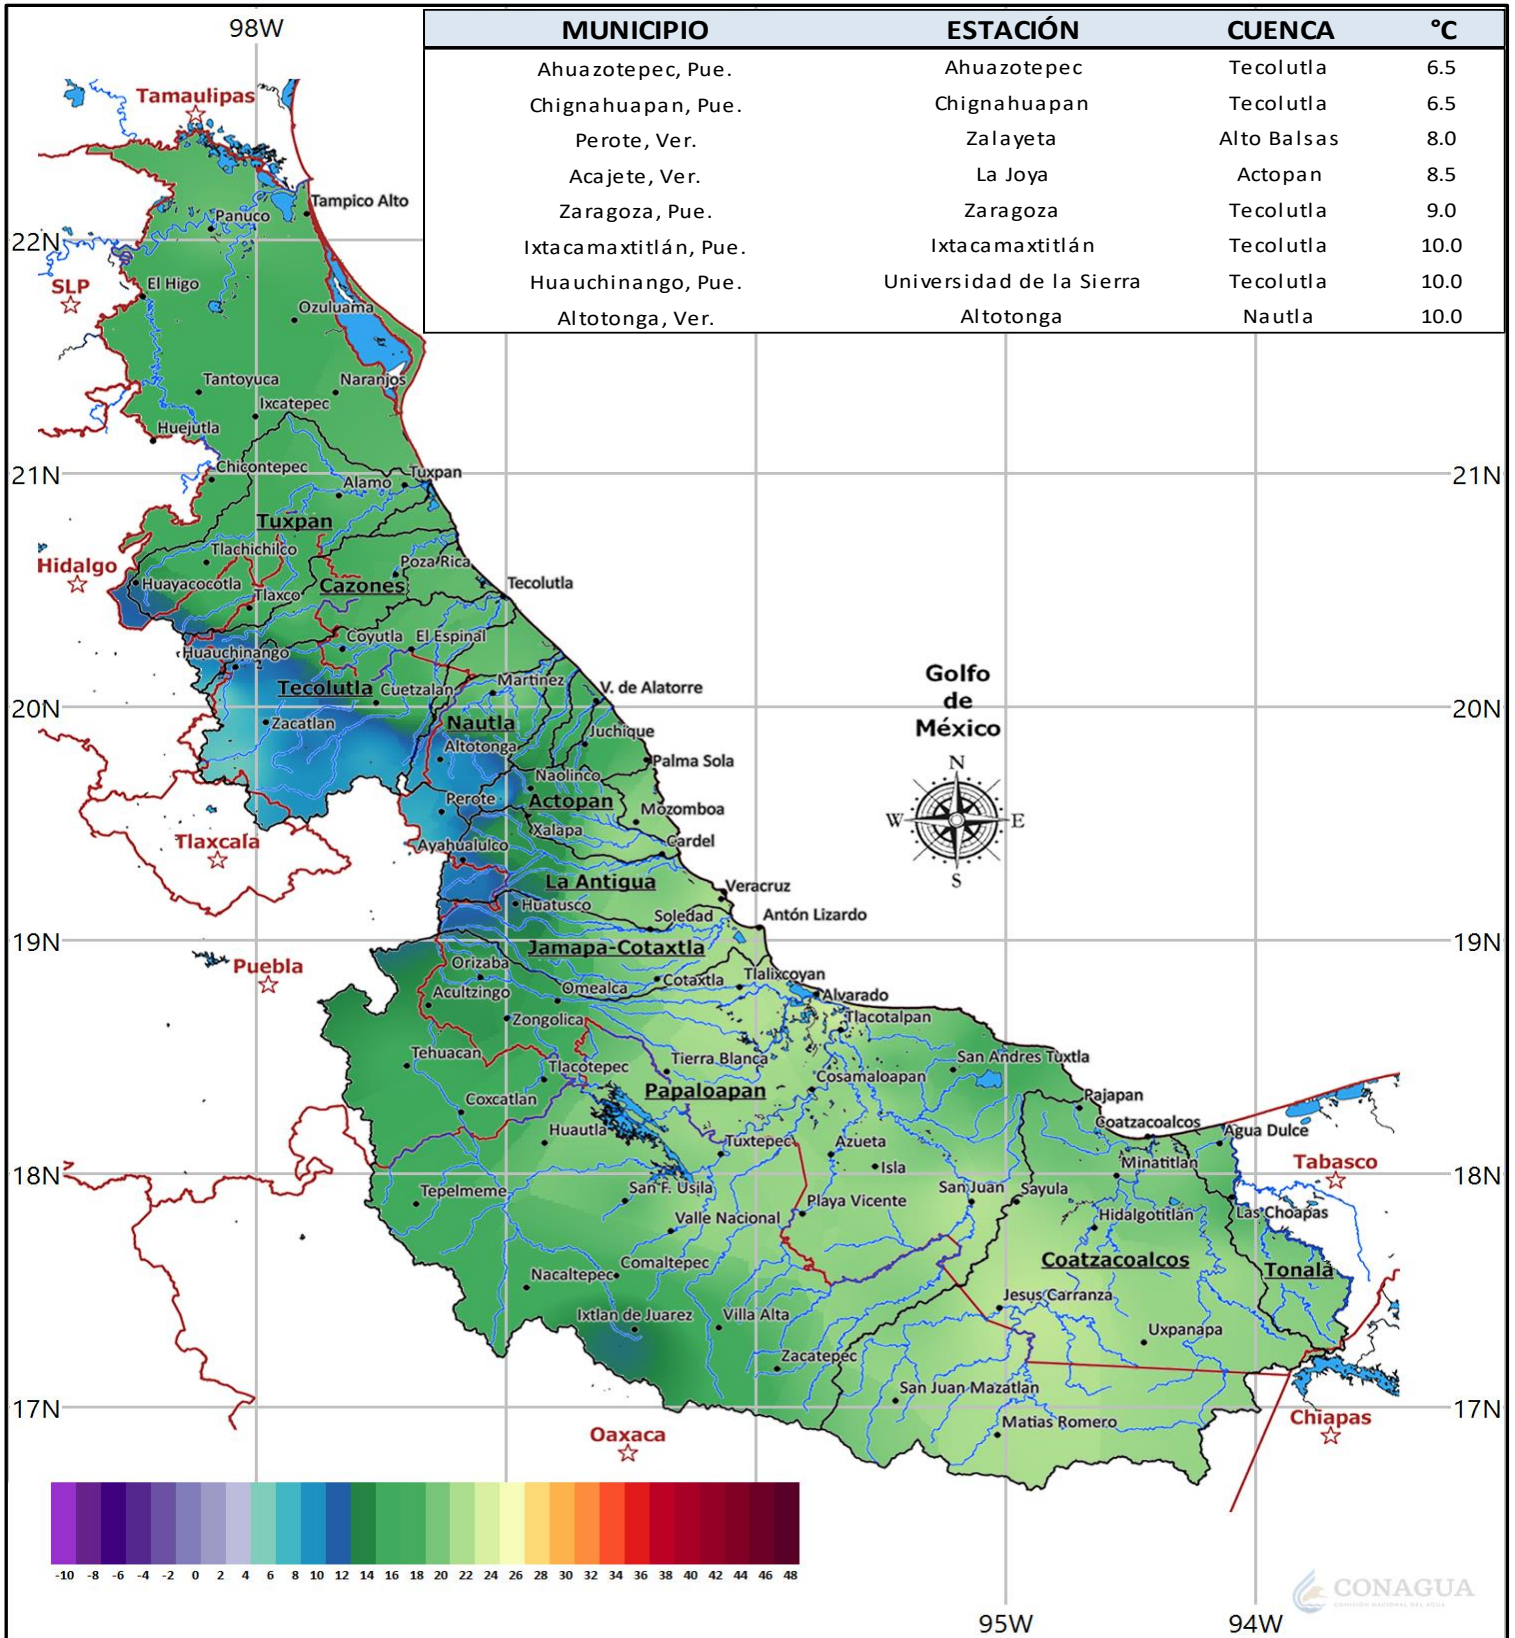 98W
MUNICIPIO ESTACIÓN CUENCA °C
Ahuazotepec, Pue. Ahuazotepec Tecolutla 6.5
Chignahuapan, Pue. Chignahuapan Tecolutla 6.5
Perote, Ver. Zalayeta Alto Balsas 8.0
Acajete, Ver. La Joya Actopan 8.5
Zaragoza, Pue. Zaragoza Tecolutla 9.0
Ixtacamaxtitlán, Pue. Ixtacamaxtitlán Tecolutla 10.0
Huauchinango, Pue. Universidad de la Sierra Tecolutla 10.0
Altotonga, Ver. Altotonga Nautla 10.0
Tamaulipas
Tampico Alto
Panuco
22N
SLP
El Higo
Ozuluama
Tantoyuca
Naranjos
Ixcatepec
Huejutla
Chicontepec
Tuxpan
21N
21N
Alamo
Tuxpan
Tlachichilco
Hidalgo
Poza Rica
Huayacocotla
Cazones
Tecolutla
Tlaxco
Coyutla
El Espinal
Huauchinango
Golfo
de
México
Tecolutla
Cuetzalan
Martinez
V. de Alatorre
20N
20N
Zacatlan
Nautla
Juchique
Altotonga
Palma Sola
N
Naolinco
Perote
Actopan
Mozomboa
W
E
Xalapa
Tlaxcala
Ayahualulco
Cardel
S
La Antigua
Veracruz
Huatusco
Soledad
Antón Lizardo
19N
19N
Jamapa-Cotaxtla
Puebla
Orizaba
Cotaxtla
Tlalixcoyan
Acultzingo
Omealca
Alvarado
Zongolica
Tlacotalpan
Tehuacan
Tierra Blanca
San Andres Tuxtla
Tlacotepec
Cosamaloapan
Papaloapan
Coxcatlan
Pajapan
Coatzacoalcos
Huautla
Tuxtepec
Azueta
Agua Dulce
Isla
Minatitlan
Tabasco
18N
18N
Tepelmeme
San F. Usila
Playa Vicente
San Juan
Sayula
Valle Nacional
Hidalgotitlan
Las Choapas
Comaltepec
Coatzacoalcos
Tonalá
Nacaltepec
Jesus Carranza
Ixtlan de Juarez
Villa Alta
Uxpanapa
Zacatepec
San Juan Mazatlan
17N
17N
Matias Romero
Chiapas
Oaxaca
-10 -8 -6 -4 -2 0 2 4 6 8 10 12 14 16 18 20 22 24 26 28 30 32 34 36 38 40 42 44 46 48
CONAGUA
COMISIÓN NACIONAL DEL AGUA
95W
94W